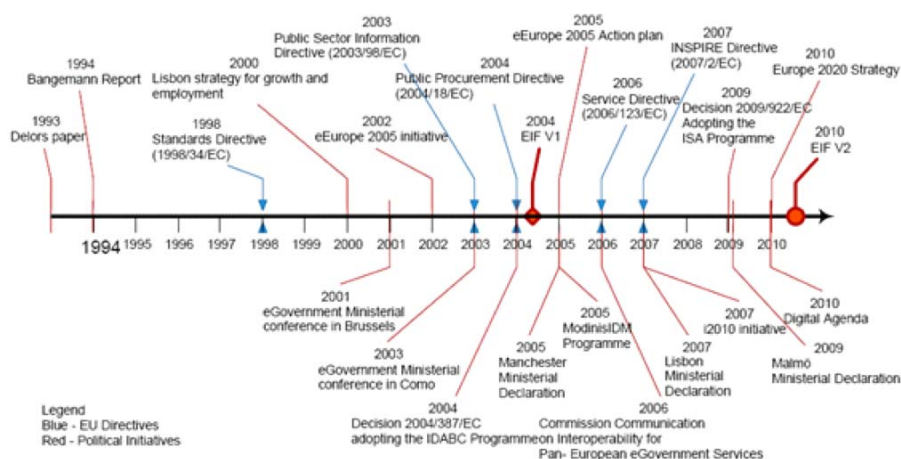 1993
Delors paper
1994
Bangemann Report
1998
Standards Directive
(1998/34/EC)
2000
Lisbon strategy for growth and
employment
2002
eEurope 2005 initiative
2003
Public Sector Information
Directive (2003/98/EC)
2004
Public Procurement Directive
(2004/18/EC)
2004
EIF V1
2005
eEurope 2005 Action plan
2006
Service Directive
(2006/123/EC)
2007
INSPIRE Directive
(2007/2/EC)
2009
Decision 2009/922/EC
Adopting the
ISA Programme
2010
Europe 2020 Strategy
2010
EIF V2
1994 1995 1996 1997 1998 1999 2000 2001 2002 2003 2004 2005 2006 2007 2008 2009 2010
2001
eGovernment Ministerial
conference in Brussels
2003
eGovernment Ministerial
conference in Como
2004
Decision 2004/387/EC
adopting the IDABC Programme
2005
Manchester
Ministerial
Declaration
2005
ModinisIDM
Programme
2006
Commission Communication
on Interoperability for
Pan- European eGovernment Services
2007
Lisbon
Ministerial
Declaration
2007
i2010 initiative
2009
Malmö
Ministerial Declaration
2010
Digital Agenda
Legend
Blue - EU Directives
Red - Political Initiatives